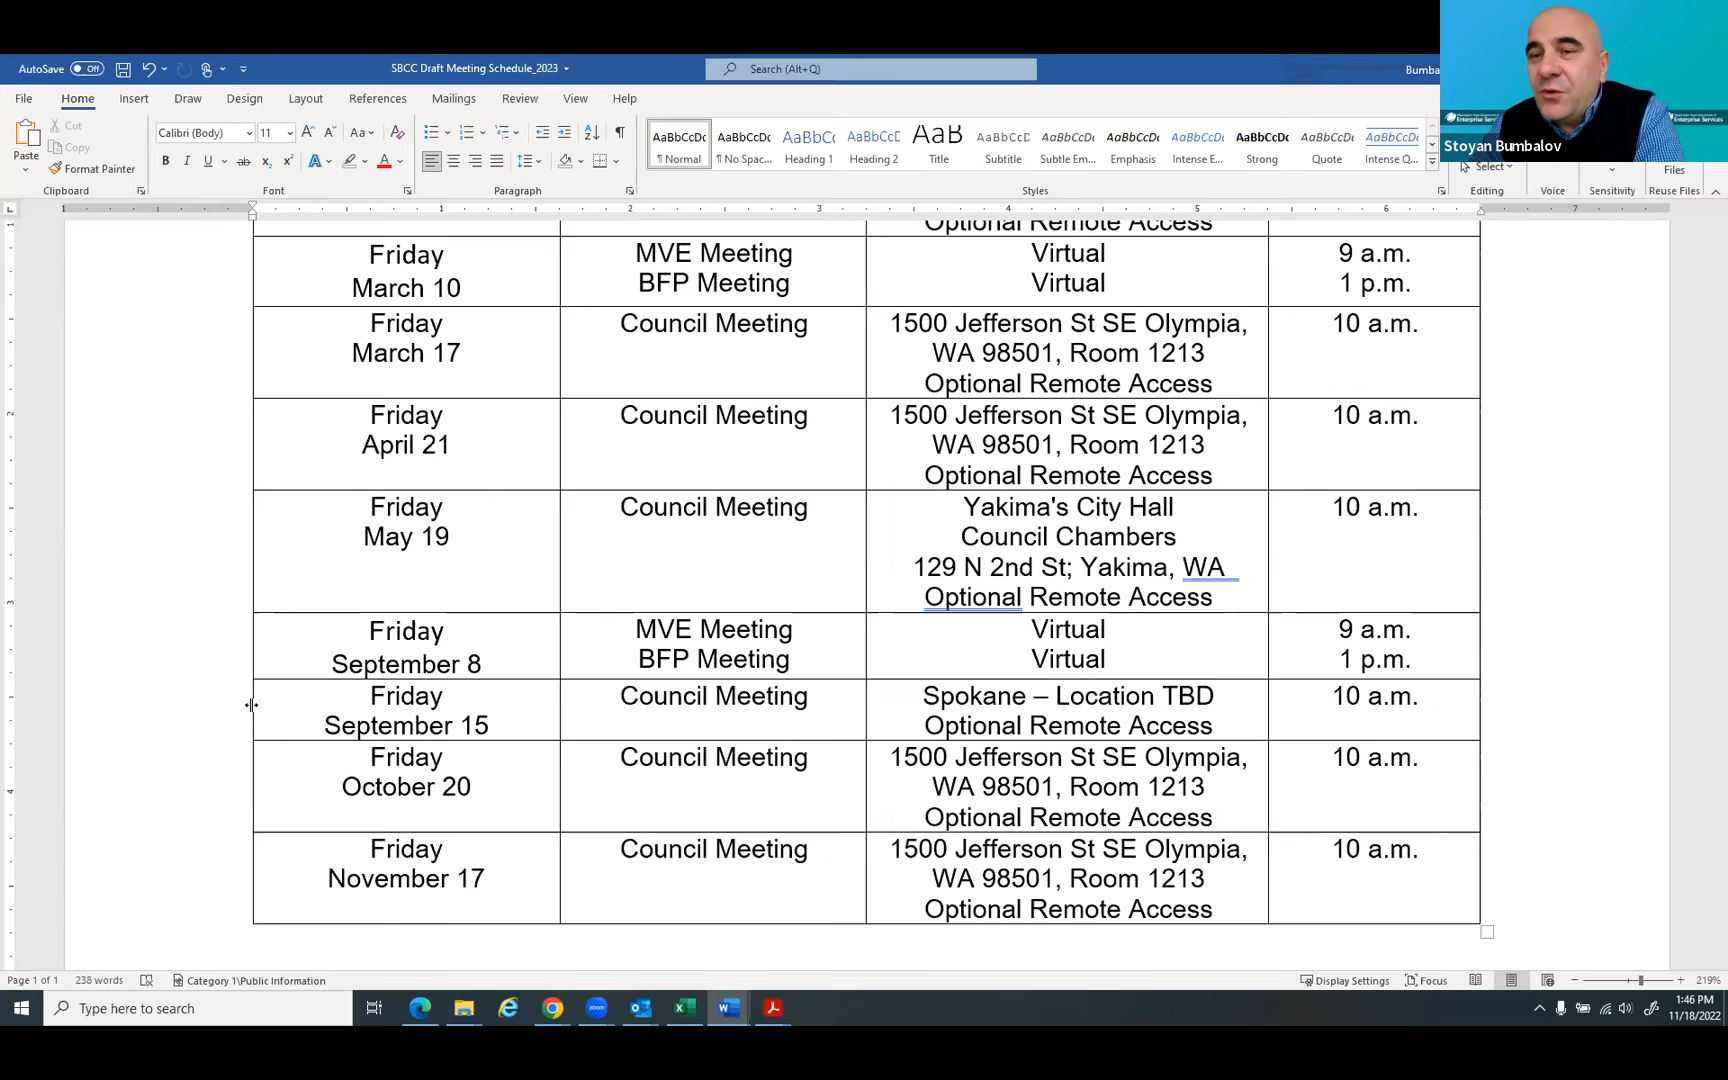 AutoSave Off
SBCC Draft Meeting Schedule_2023
Search (Alt+Q)
Bumba
File Home Insert Draw Design Layout References Mailings Review View Help
Paste
Cut
Copy
Format Painter
Clipboard
Calibri (Body) 11
Font
Paragraph
AaBbCcDc AaBbCcDc AaBbCc AaBbCcD AaB AaBbCcD AaBbCcDc AaBbCcDc AaBbCcDc AaBbCcDc AaBbCcDc AaBbCcDc
¶ Normal ¶ No Spac... Heading 1 Heading 2 Title Subtitle Subtle Em... Emphasis Intense E... Strong Quote Intense Q...
Styles
Select
Editing
Voice
Sensitivity
Files
Reuse Files
Enterprise Services
Stoyan Bumbalov
Optional Remote Access
Friday
March 10
MVE Meeting
BFP Meeting
Virtual
Virtual
9 a.m.
1 p.m.
Friday
March 17
Council Meeting
1500 Jefferson St SE Olympia,
WA 98501, Room 1213
Optional Remote Access
10 a.m.
Friday
April 21
Council Meeting
1500 Jefferson St SE Olympia,
WA 98501, Room 1213
Optional Remote Access
10 a.m.
Friday
May 19
Council Meeting
Yakima's City Hall
Council Chambers
129 N 2nd St; Yakima, WA
Optional Remote Access
10 a.m.
Friday
September 8
MVE Meeting
BFP Meeting
Virtual
Virtual
9 a.m.
1 p.m.
Friday
September 15
Council Meeting
Spokane – Location TBD
Optional Remote Access
10 a.m.
Friday
October 20
Council Meeting
1500 Jefferson St SE Olympia,
WA 98501, Room 1213
Optional Remote Access
10 a.m.
Friday
November 17
Council Meeting
1500 Jefferson St SE Olympia,
WA 98501, Room 1213
Optional Remote Access
10 a.m.
Page 1 of 1 238 words Category 1\Public Information
Display Settings Focus 219%
Type here to search
1:46 PM
11/18/2022